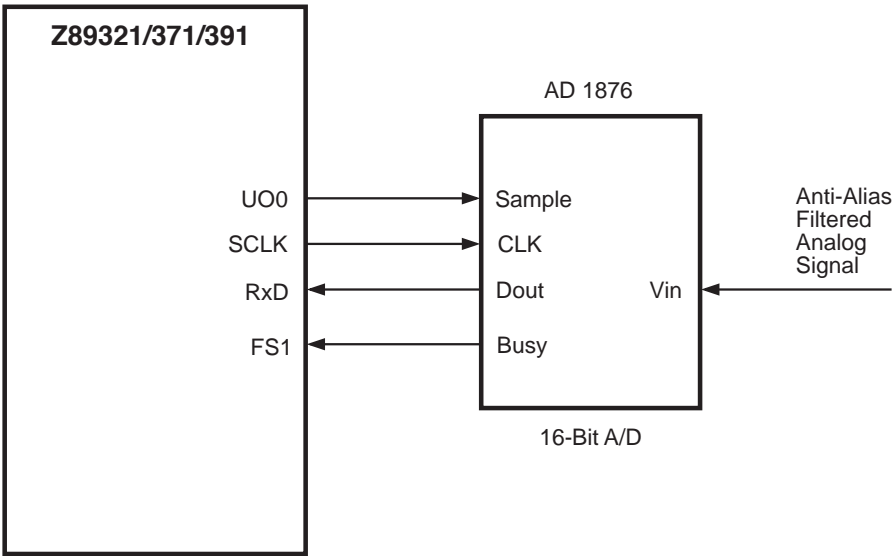 Z89321/371/391
AD 1876
UO0
SCLK
RxD
FS1
Sample
CLK
Dout
Busy
Vin
Anti-Alias
Filtered
Analog
Signal
16-Bit A/D